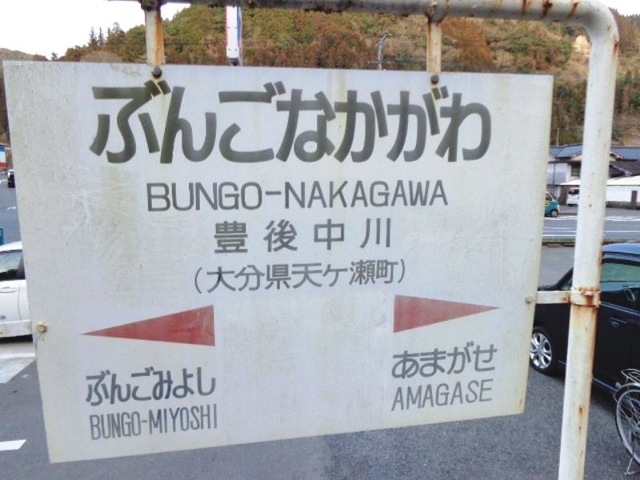 ぶんごなかがわ
BUNGO-NAKAGAWA
豊後中川
(大分県天ケ瀬町)
ぶんごみよし
BUNGO-MIYOSHI
あまがせ
AMAGASE